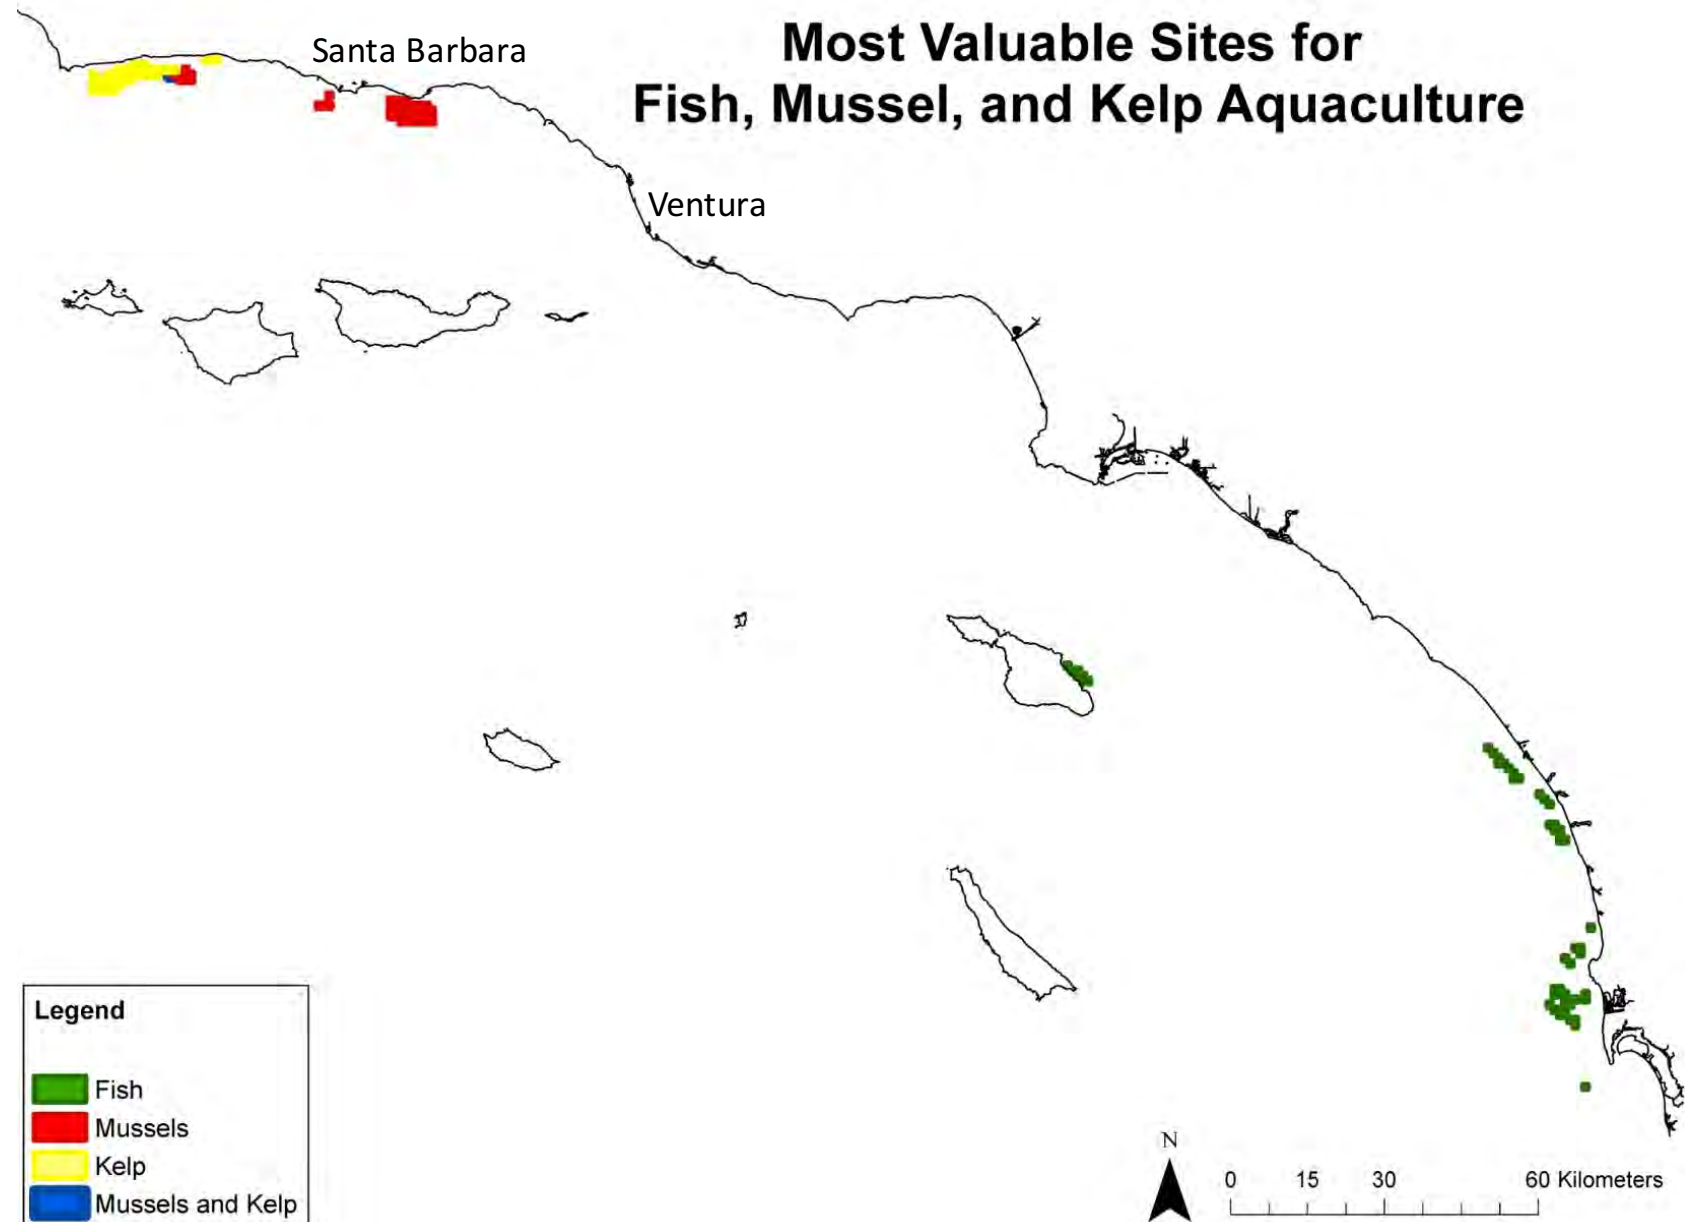 Most Valuable Sites for
Fish, Mussel, and Kelp Aquaculture
Santa Barbara
Ventura
Legend
Fish
Mussels
Kelp
Mussels and Kelp
N
0 15 30 60 Kilometers